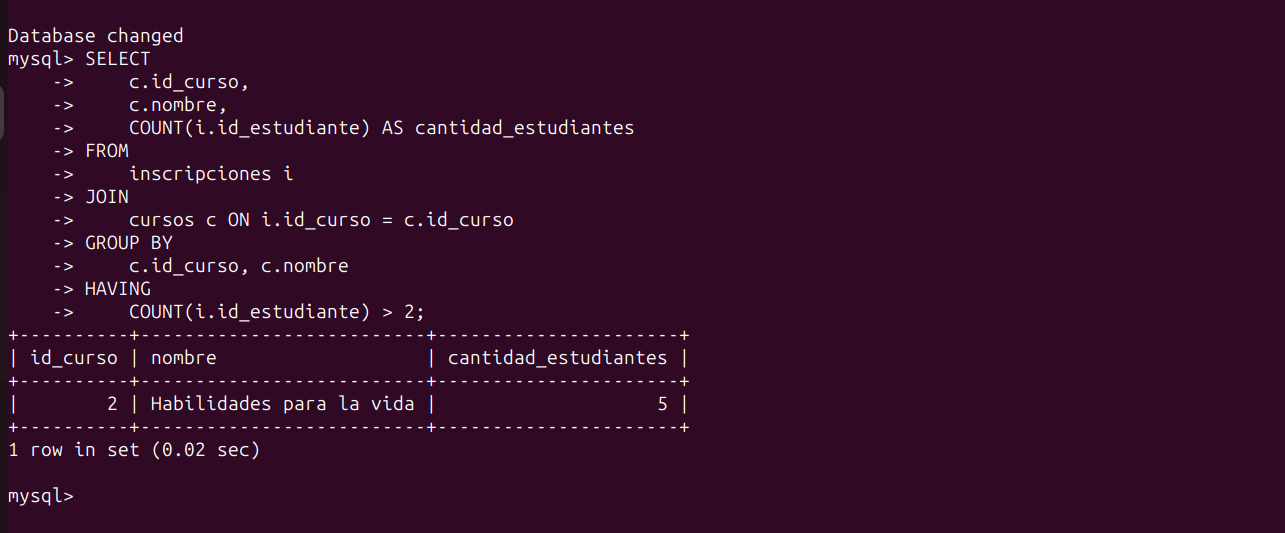 Database changed
mysql> SELECT
    ->     c.id_curso,
    ->     c.nombre,
    ->     COUNT(i.id_estudiante) AS cantidad_estudiantes
    -> FROM
    ->     inscripciones i
    -> JOIN
    ->     cursos c ON i.id_curso = c.id_curso
    -> GROUP BY
    ->     c.id_curso, c.nombre
    -> HAVING
    ->     COUNT(i.id_estudiante) > 2;
+----------+--------------------------+----------------------+
| id_curso | nombre                   | cantidad_estudiantes |
+----------+--------------------------+----------------------+
|        2 | Habilidades para la vida |                    5 |
+----------+--------------------------+----------------------+
1 row in set (0.02 sec)

mysql>